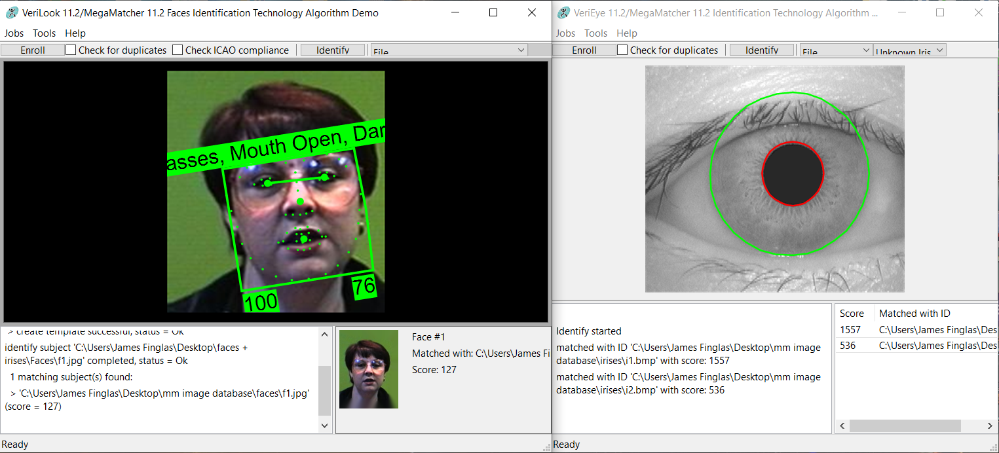 VeriLook 11.2/MegaMatcher 11.2 Faces Identification Technology Algorithm Demo
Jobs Tools Help
Enroll Check for duplicates Check ICAO compliance Identify File
asses, Mouth Open, Dar
100
76
> create template successful, status = Ok
identify subject 'C:\Users\James Finglas\Desktop\faces +
irises\Faces\f1.jpg' completed, status = Ok
1 matching subject(s) found:
> 'C:\Users\James Finglas\Desktop\mm image database\faces\f1.jpg'
(score = 127)
Face #1
Matched with: C:\Users\James Fi
Score: 127
Ready
VeriEye 11.2/MegaMatcher 11.2 Identification Technology Algorithm ...
Jobs Tools Help
Enroll Check for duplicates Identify File Unknown Iris
Identify started
matched with ID 'C:\Users\James Finglas\Desktop\mm image
database\irises\i1.bmp' with score: 1557
matched with ID 'C:\Users\James Finglas\Desktop\mm image
database\irises\i2.bmp' with score: 536
Score Matched with ID
1557 C:\Users\James Finglas\Des
536 C:\Users\James Finglas\Des
Ready